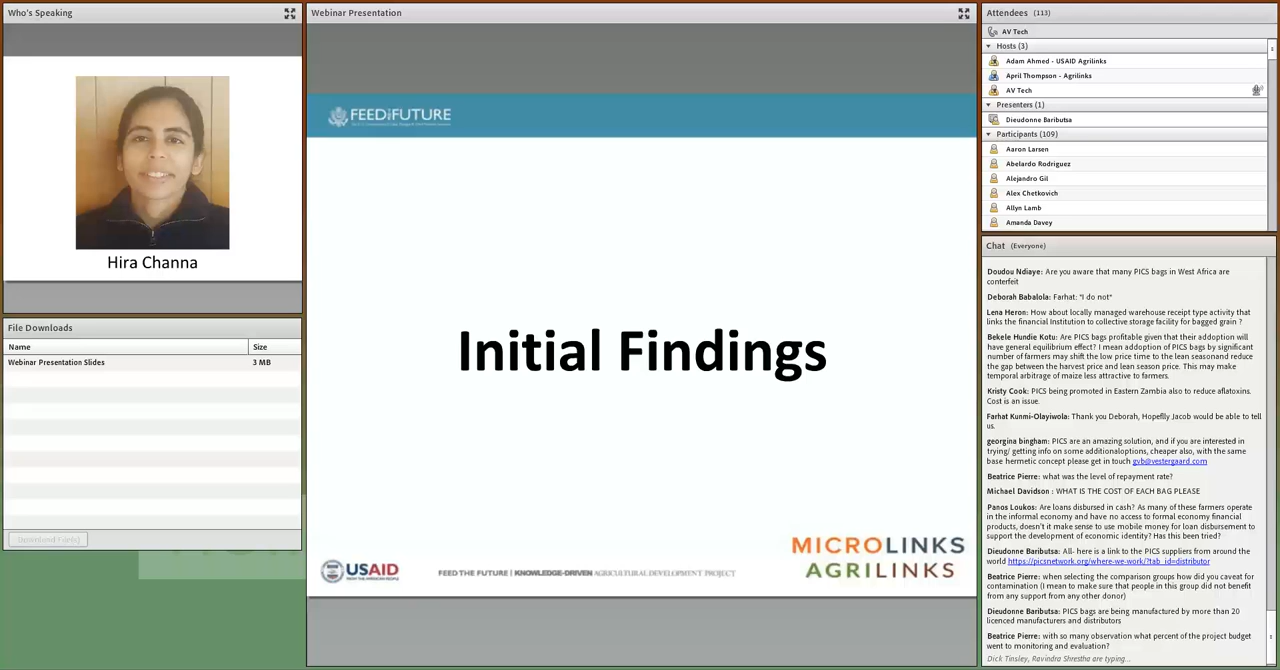 Who's Speaking
Hira Channa
File Downloads
Name Size
Webinar Presentation Slides 3 MB
Download File(s)
Webinar Presentation
FEED THE FUTURE
Initial Findings
MICROLINKS
AGRILINKS
USAID
FROM THE AMERICAN PEOPLE
FEED THE FUTURE | KNOWLEDGE-DRIVEN AGRICULTURAL DEVELOPMENT PROJECT
Attendees (113)
AV Tech
Hosts (3)
Adam Ahmed - USAID Agrilinks
April Thompson - Agrilinks
AV Tech
Presenters (1)
Dieudonne Baributsa
Participants (109)
Aaron Larsen
Abelardo Rodriguez
Alejandro Gil
Alex Chetkovich
Allyn Lamb
Amanda Davey
Chat (Everyone)
Doudou Ndiaye: Are you aware that many PICS bags in West Africa are
conterfeit
Deborah Babalola: Farhat: "I do not"
Lena Heron: How about locally managed warehouse receipt type activity that
links the financial Institution to collective storage facility for bagged grain ?
Bekele Hundie Kotu: Are PICS bags profitable given that their addoption will
have general equilibrium effect? I mean addoption of PICS bags by significant
number of farmers may shift the low price time to the lean seasonand reduce
the gap between the harvest price and lean season price. This may make
temporal arbitrage of maize less attractive to farmers.
Kristy Cook: PICS being promoted in Eastern Zambia also to reduce aflatoxins.
Cost is an issue.
Farhat Kunmi-Olayiwola: Thank you Deborah, Hopeflly Jacob would be able to tell
us.
georgina bingham: PICS are an amazing solution, and if you are interested in
trying/ getting info on some additionaloptions, cheaper also, with the same
base hermetic concept please get in touch gvb@vestergaard.com
Beatrice Pierre: what was the level of repayment rate?
Michael Davidson : WHAT IS THE COST OF EACH BAG PLEASE
Panos Loukos: Are loans disbursed in cash? As many of these farmers operate
in the informal economy and have no access to formal economy financial
products, doesn't it make sense to use mobile money for loan disbursement to
support the development of economic identity? Has this been tried?
Dieudonne Baributsa: All- here is a link to the PICS suppliers from around the
world https://picsnetwork.org/where-we-work/?tab_id=distributor
Beatrice Pierre: when selecting the comparison groups how did you caveat for
contamination (I mean to make sure that people in this group did not benefit
from any support from any other donor)
Dieudonne Baributsa: PICS bags are being manufactured by more than 20
licenced manufacturers and distributors
Beatrice Pierre: with so many observation what percent of the project budget
went to monitoring and evaluation?
Dick Tinsley, Ravindra Shrestha are typing...